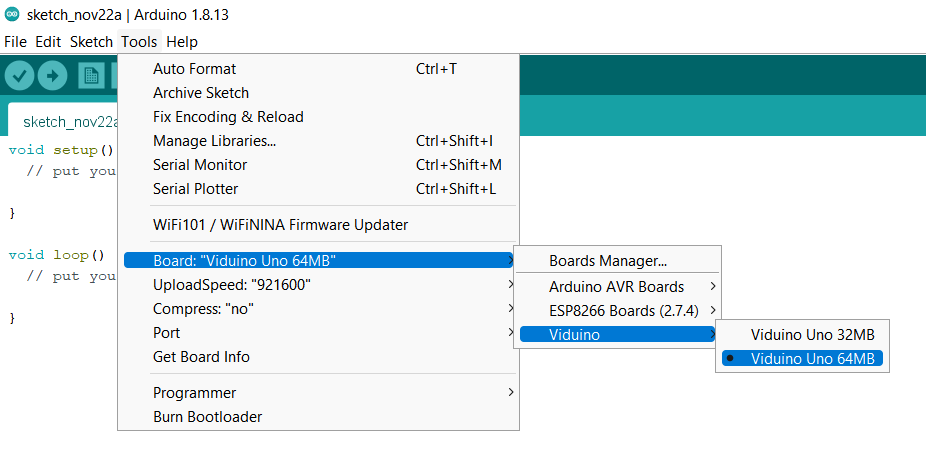 sketch_nov22a | Arduino 1.8.13
File Edit Sketch Tools Help
sketch_nov22a
void setup()
// put you
}
void loop()
// put you
}
Auto Format Ctrl+T
Archive Sketch
Fix Encoding & Reload
Manage Libraries... Ctrl+Shift+I
Serial Monitor Ctrl+Shift+M
Serial Plotter Ctrl+Shift+L
WiFi101 / WiFiNINA Firmware Updater
Board: "Viduino Uno 64MB"
UploadSpeed: "921600"
Compress: "no"
Port
Get Board Info
Programmer
Burn Bootloader
Boards Manager...
Arduino AVR Boards
ESP8266 Boards (2.7.4)
Viduino
Viduino Uno 32MB
Viduino Uno 64MB